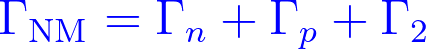 Γ_NM = Γ_n + Γ_p + Γ_2